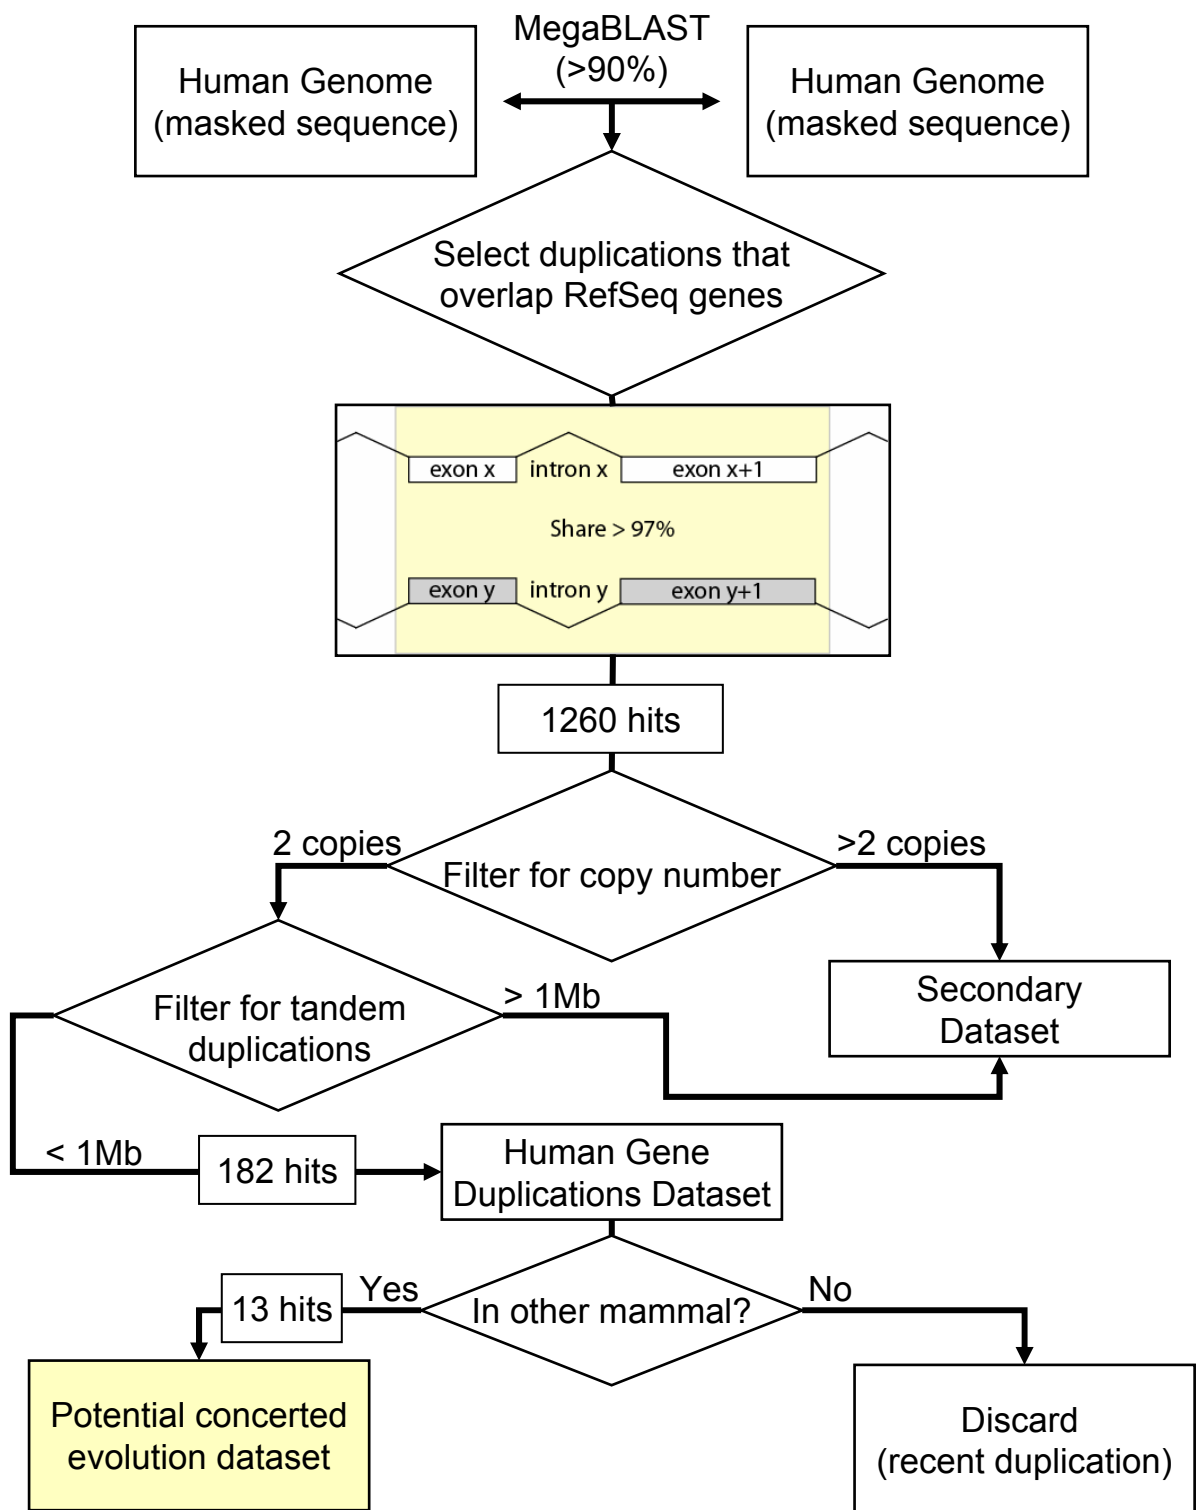 MegaBLAST
(>90%)
Human Genome
(masked sequence)
Human Genome
(masked sequence)
Select duplications that
overlap RefSeq genes
exon x
intron x
exon x+1
Share > 97%
exon y
intron y
exon y+1
1260 hits
2 copies
>2 copies
Filter for copy number
Filter for tandem
duplications
> 1Mb
Secondary
Dataset
< 1Mb
182 hits
Human Gene
Duplications Dataset
13 hits
Yes
In other mammal?
No
Potential concerted
evolution dataset
Discard
(recent duplication)